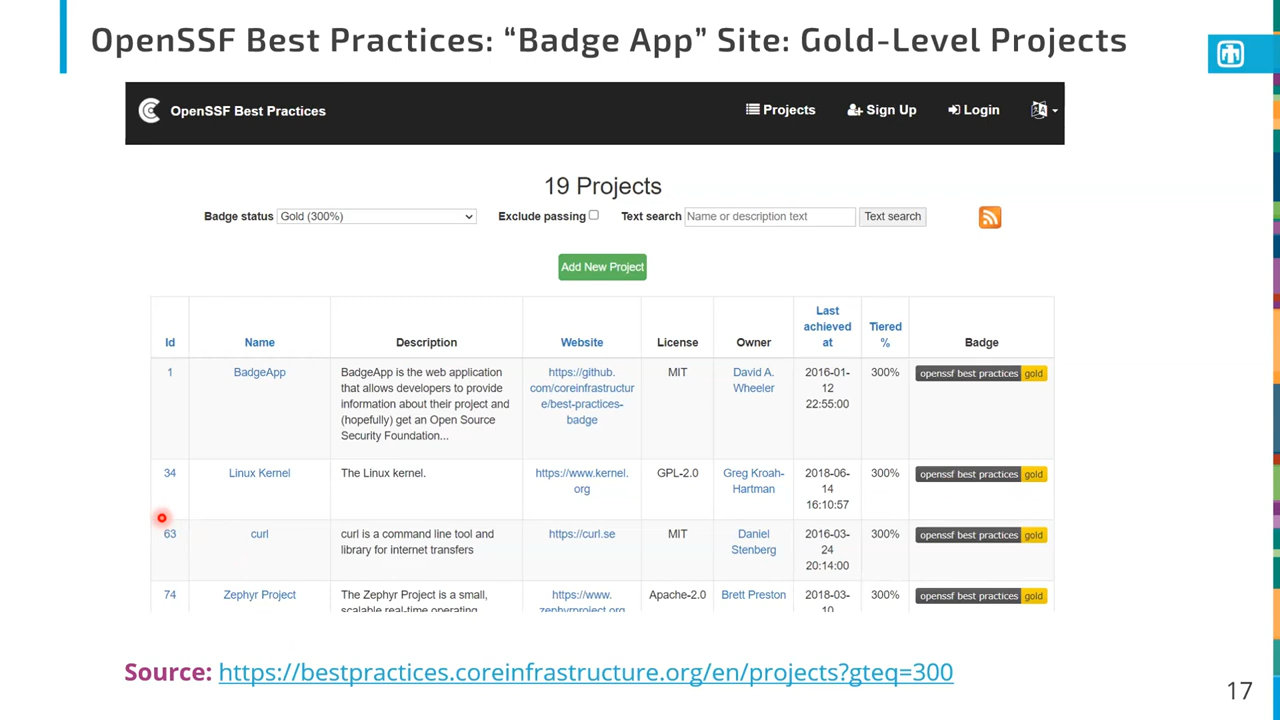 OpenSSF Best Practices: “Badge App” Site: Gold-Level Projects
OpenSSF Best Practices
Projects
Sign Up
Login
19 Projects
Badge status
Gold (300%)
Exclude passing
Text search
Name or description text
Text search
Add New Project
Id
Name
Description
Website
License
Owner
Last
achieved
at
Tiered
%
Badge
1
BadgeApp
BadgeApp is the web application
that allows developers to provide
information about their project and
(hopefully) get an Open Source
Security Foundation...
https://github.
com/coreinfrastructur
e/best-practices-
badge
MIT
David A.
Wheeler
2016-01-
12
22:55:00
300%
openssf best practices gold
34
Linux Kernel
The Linux kernel.
https://www.kernel.
org
GPL-2.0
Greg Kroah-
Hartman
2018-06-
14
16:10:57
300%
openssf best practices gold
63
curl
curl is a command line tool and
library for internet transfers
https://curl.se
MIT
Daniel
Stenberg
2016-03-
24
20:14:00
300%
openssf best practices gold
74
Zephyr Project
The Zephyr Project is a small,
scalable real-time operating
https://www.
zephyrproject.org
Apache-2.0
Brett Preston
2018-03-
10
300%
openssf best practices gold
Source: https://bestpractices.coreinfrastructure.org/en/projects?gteq=300
17